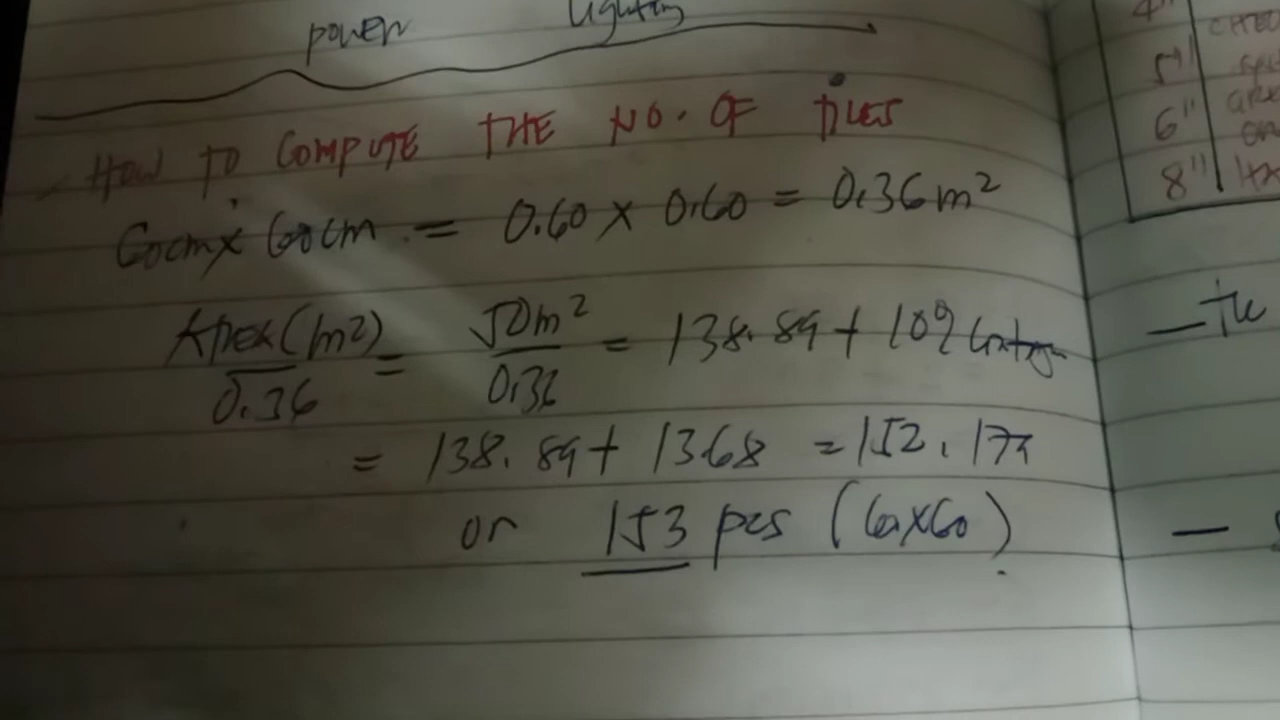 power lighting
HOW TO COMPUTE THE NO. OF TILES
60cm x 60cm = 0.60 x 0.60 = 0.36m²
Area (m2) / 0.36 = 50m² / 0.36 = 138.89 + 10%
= 138.89 + 13.68 = 152.17
or 153 pcs (60x60)
4"
5"
6"
8"